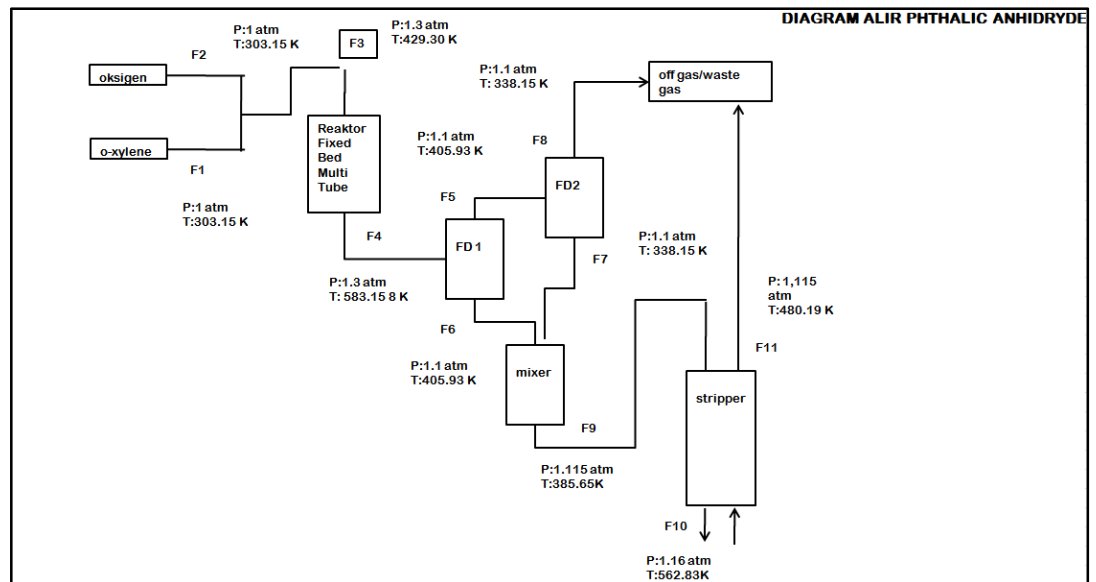 DIAGRAM ALIR PHTHALIC ANHIDRYDE
P:1 atm
T:303.15 K
F3
P:1.3 atm
T:429.30 K
F2
oksigen
o-xylene
F1
P:1 atm
T:303.15 K
Reaktor
Fixed
Bed
Multi
Tube
F4
P:1.3 atm
T: 583.15 8 K
P:1.1 atm
T: 338.15 K
off gas/waste
gas
P:1.1 atm
T:405.93 K
F8
F5
FD2
FD 1
F7
P:1.1 atm
T: 338.15 K
F6
P:1.1 atm
T:405.93 K
mixer
F9
P:1.115 atm
T:385.65K
P: 1,115
atm
T:480.19 K
F11
stripper
F10
P:1.16 atm
T:562.83K